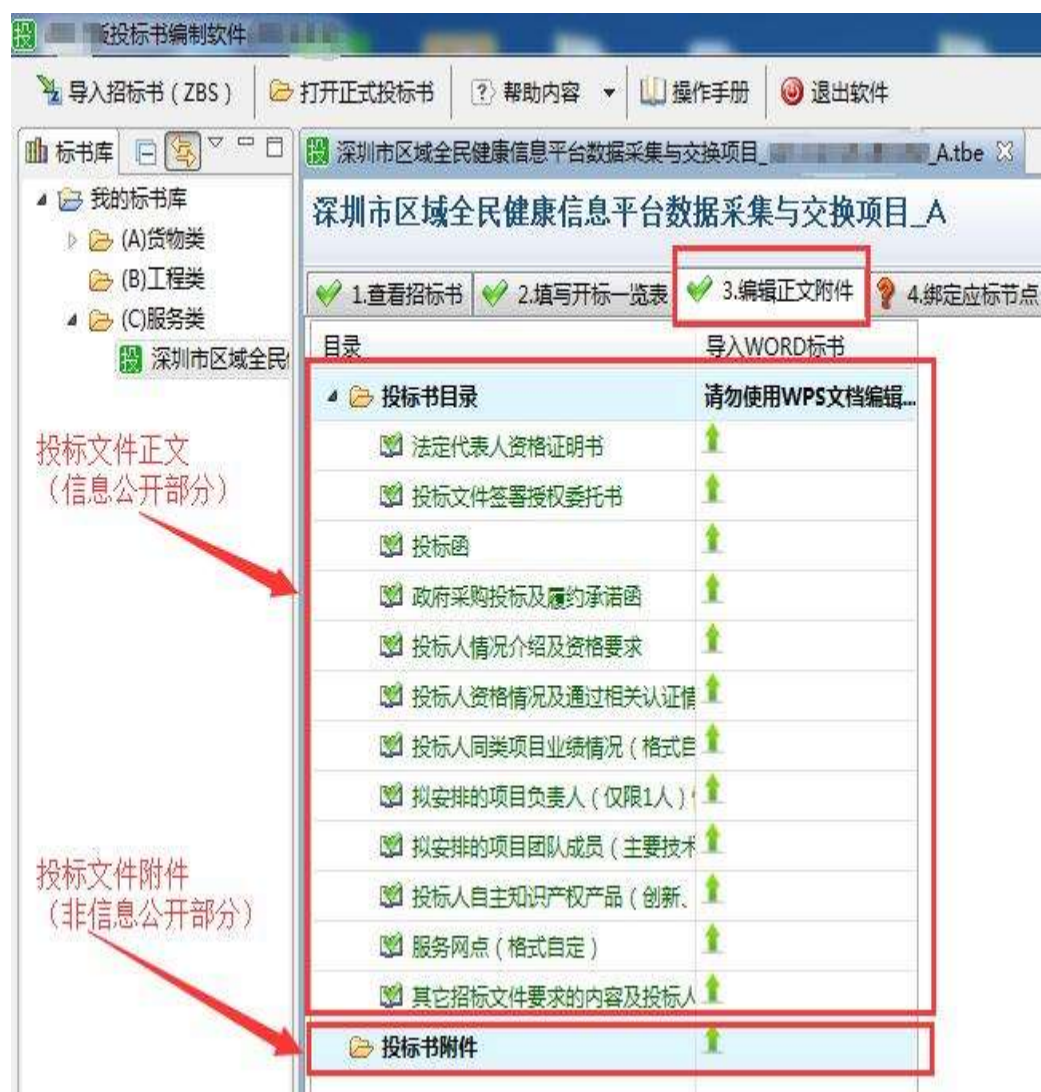 投 版投标书编制软件
导入招标书（ZBS） 打开正式投标书 帮助内容 操作手册 退出软件
标书库
投 深圳市区域全民健康信息平台数据采集与交换项目_ _A.tbe
我的标书库
(A)货物类
(B)工程类
(C)服务类
投 深圳市区域全民
深圳市区域全民健康信息平台数据采集与交换项目_A
1.查看招标书 2.填写开标一览表 3.编辑正文附件 4.绑定应标节点
目录 导入WORD标书
投标书目录 请勿使用WPS文档编辑...
法定代表人资格证明书
投标文件签署授权委托书
投标函
政府采购投标及履约承诺函
投标人情况介绍及资格要求
投标人资格情况及通过相关认证情
投标人同类项目业绩情况（格式自
拟安排的项目负责人（仅限1人）
拟安排的项目团队成员（主要技术
投标人自主知识产权产品（创新、
服务网点（格式自定）
其它招标文件要求的内容及投标人
投标书附件
投标文件正文
（信息公开部分）
投标文件附件
（非信息公开部分）